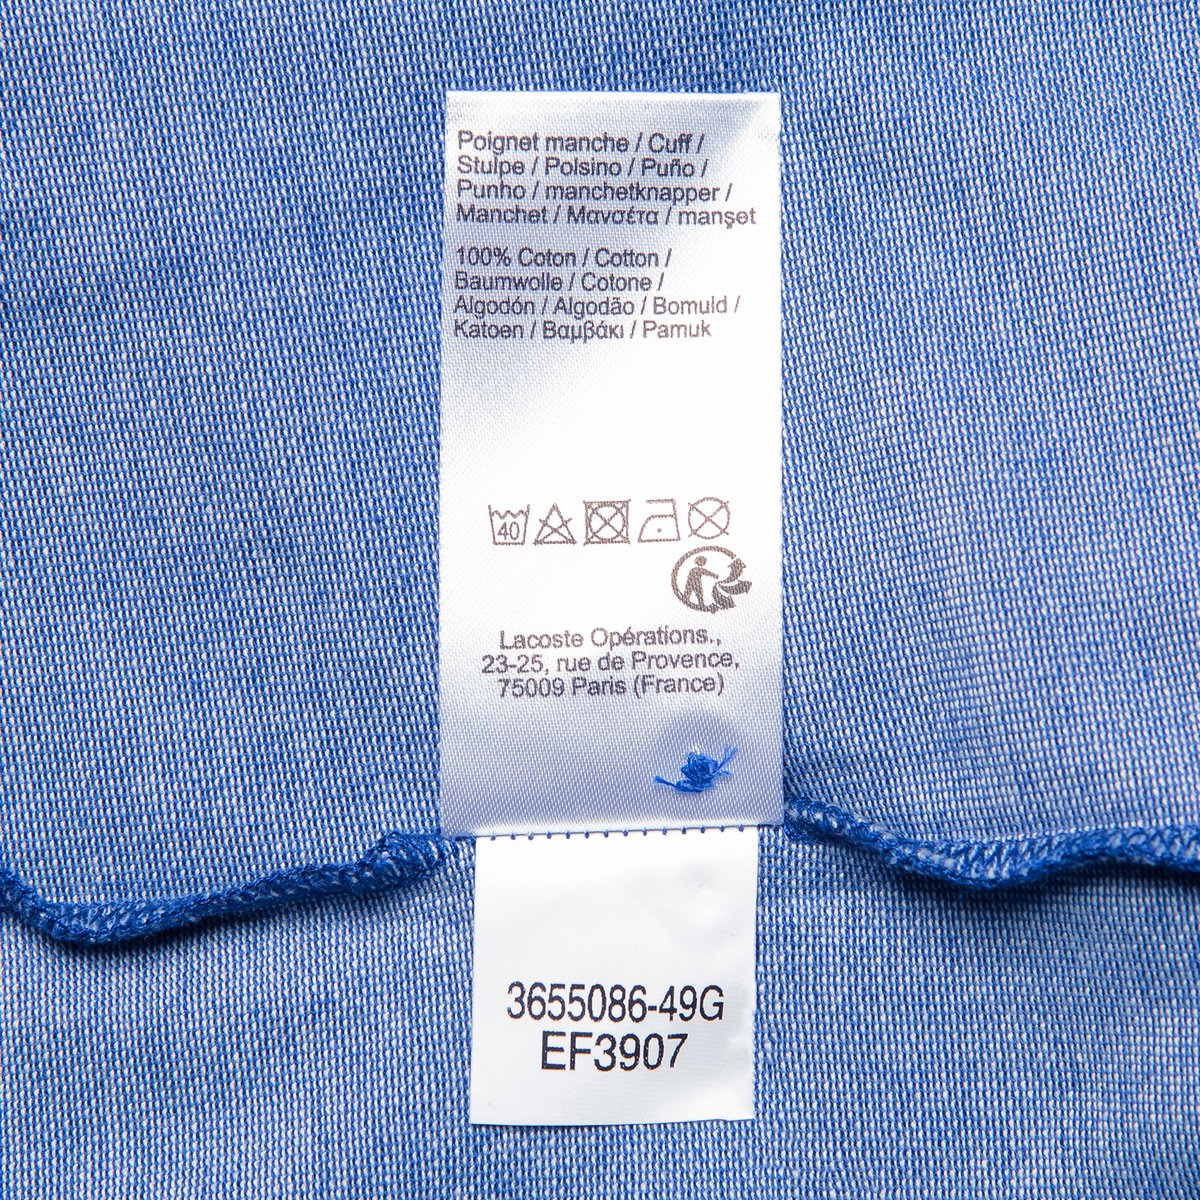 Poignet manche / Cuff /
Stulpe / Polsino / Puño /
Punho / manchetknapper /
Manchet / Μανσέτα / manşet
100% Coton / Cotton /
Baumwolle / Cotone /
Algodón / Algodão / Bomuld /
Katoen / Βαμβάκι / Pamuk
40
Lacoste Opérations.,
23-25, rue de Provence,
75009 Paris (France)
3655086-49G
EF3907